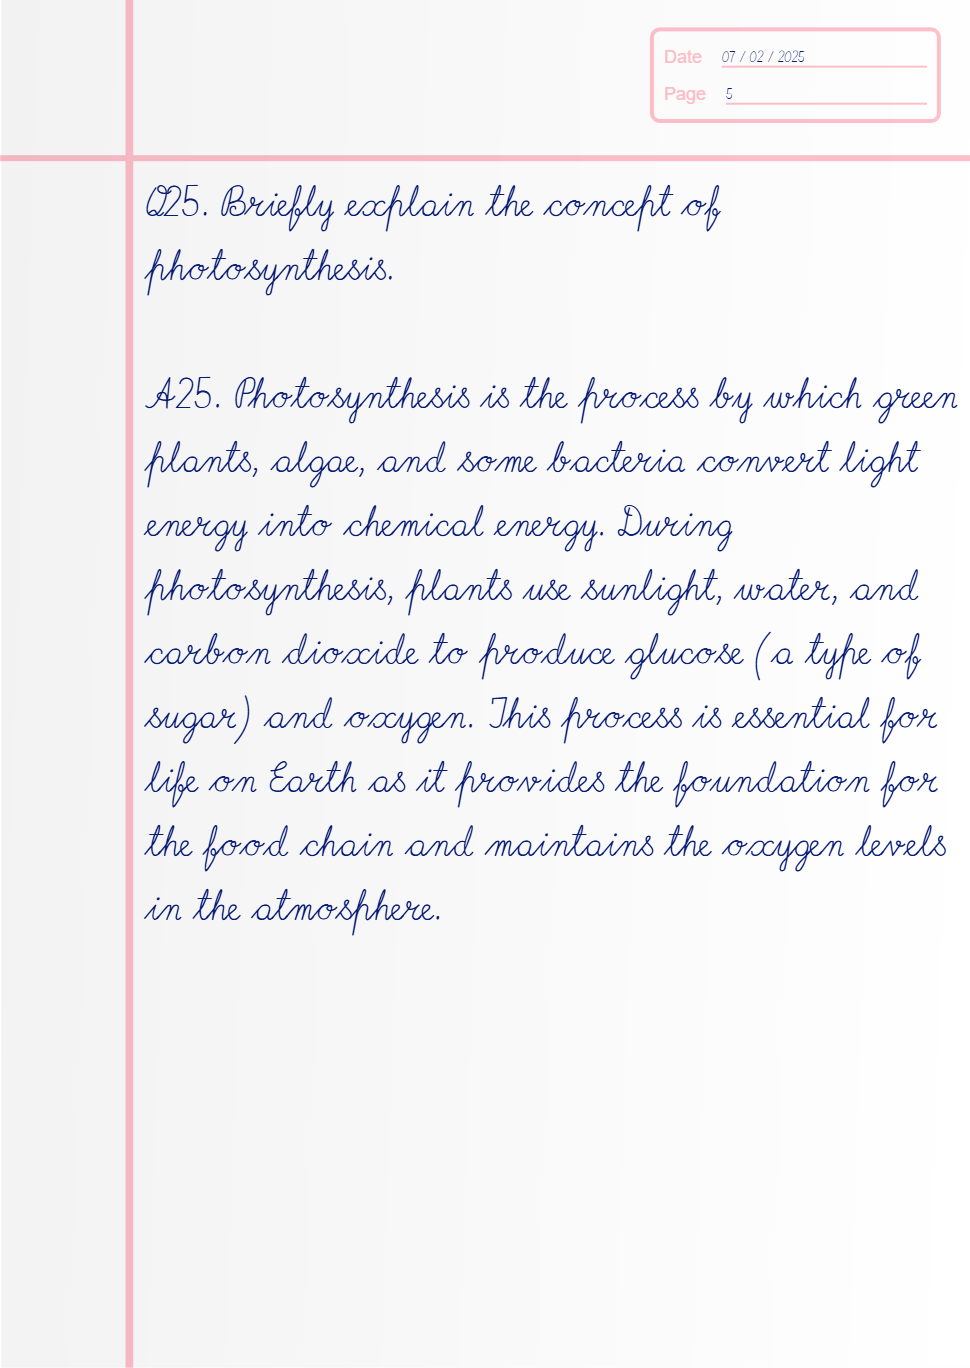 Date 07 / 02 / 2025
Page 5
Q25. Briefly explain the concept of
photosynthesis.
A25. Photosynthesis is the process by which green
plants, algae, and some bacteria convert light
energy into chemical energy. During
photosynthesis, plants use sunlight, water, and
carbon dioxide to produce glucose (a type of
sugar) and oxygen. This process is essential for
life on Earth as it provides the foundation for
the food chain and maintains the oxygen levels
in the atmosphere.